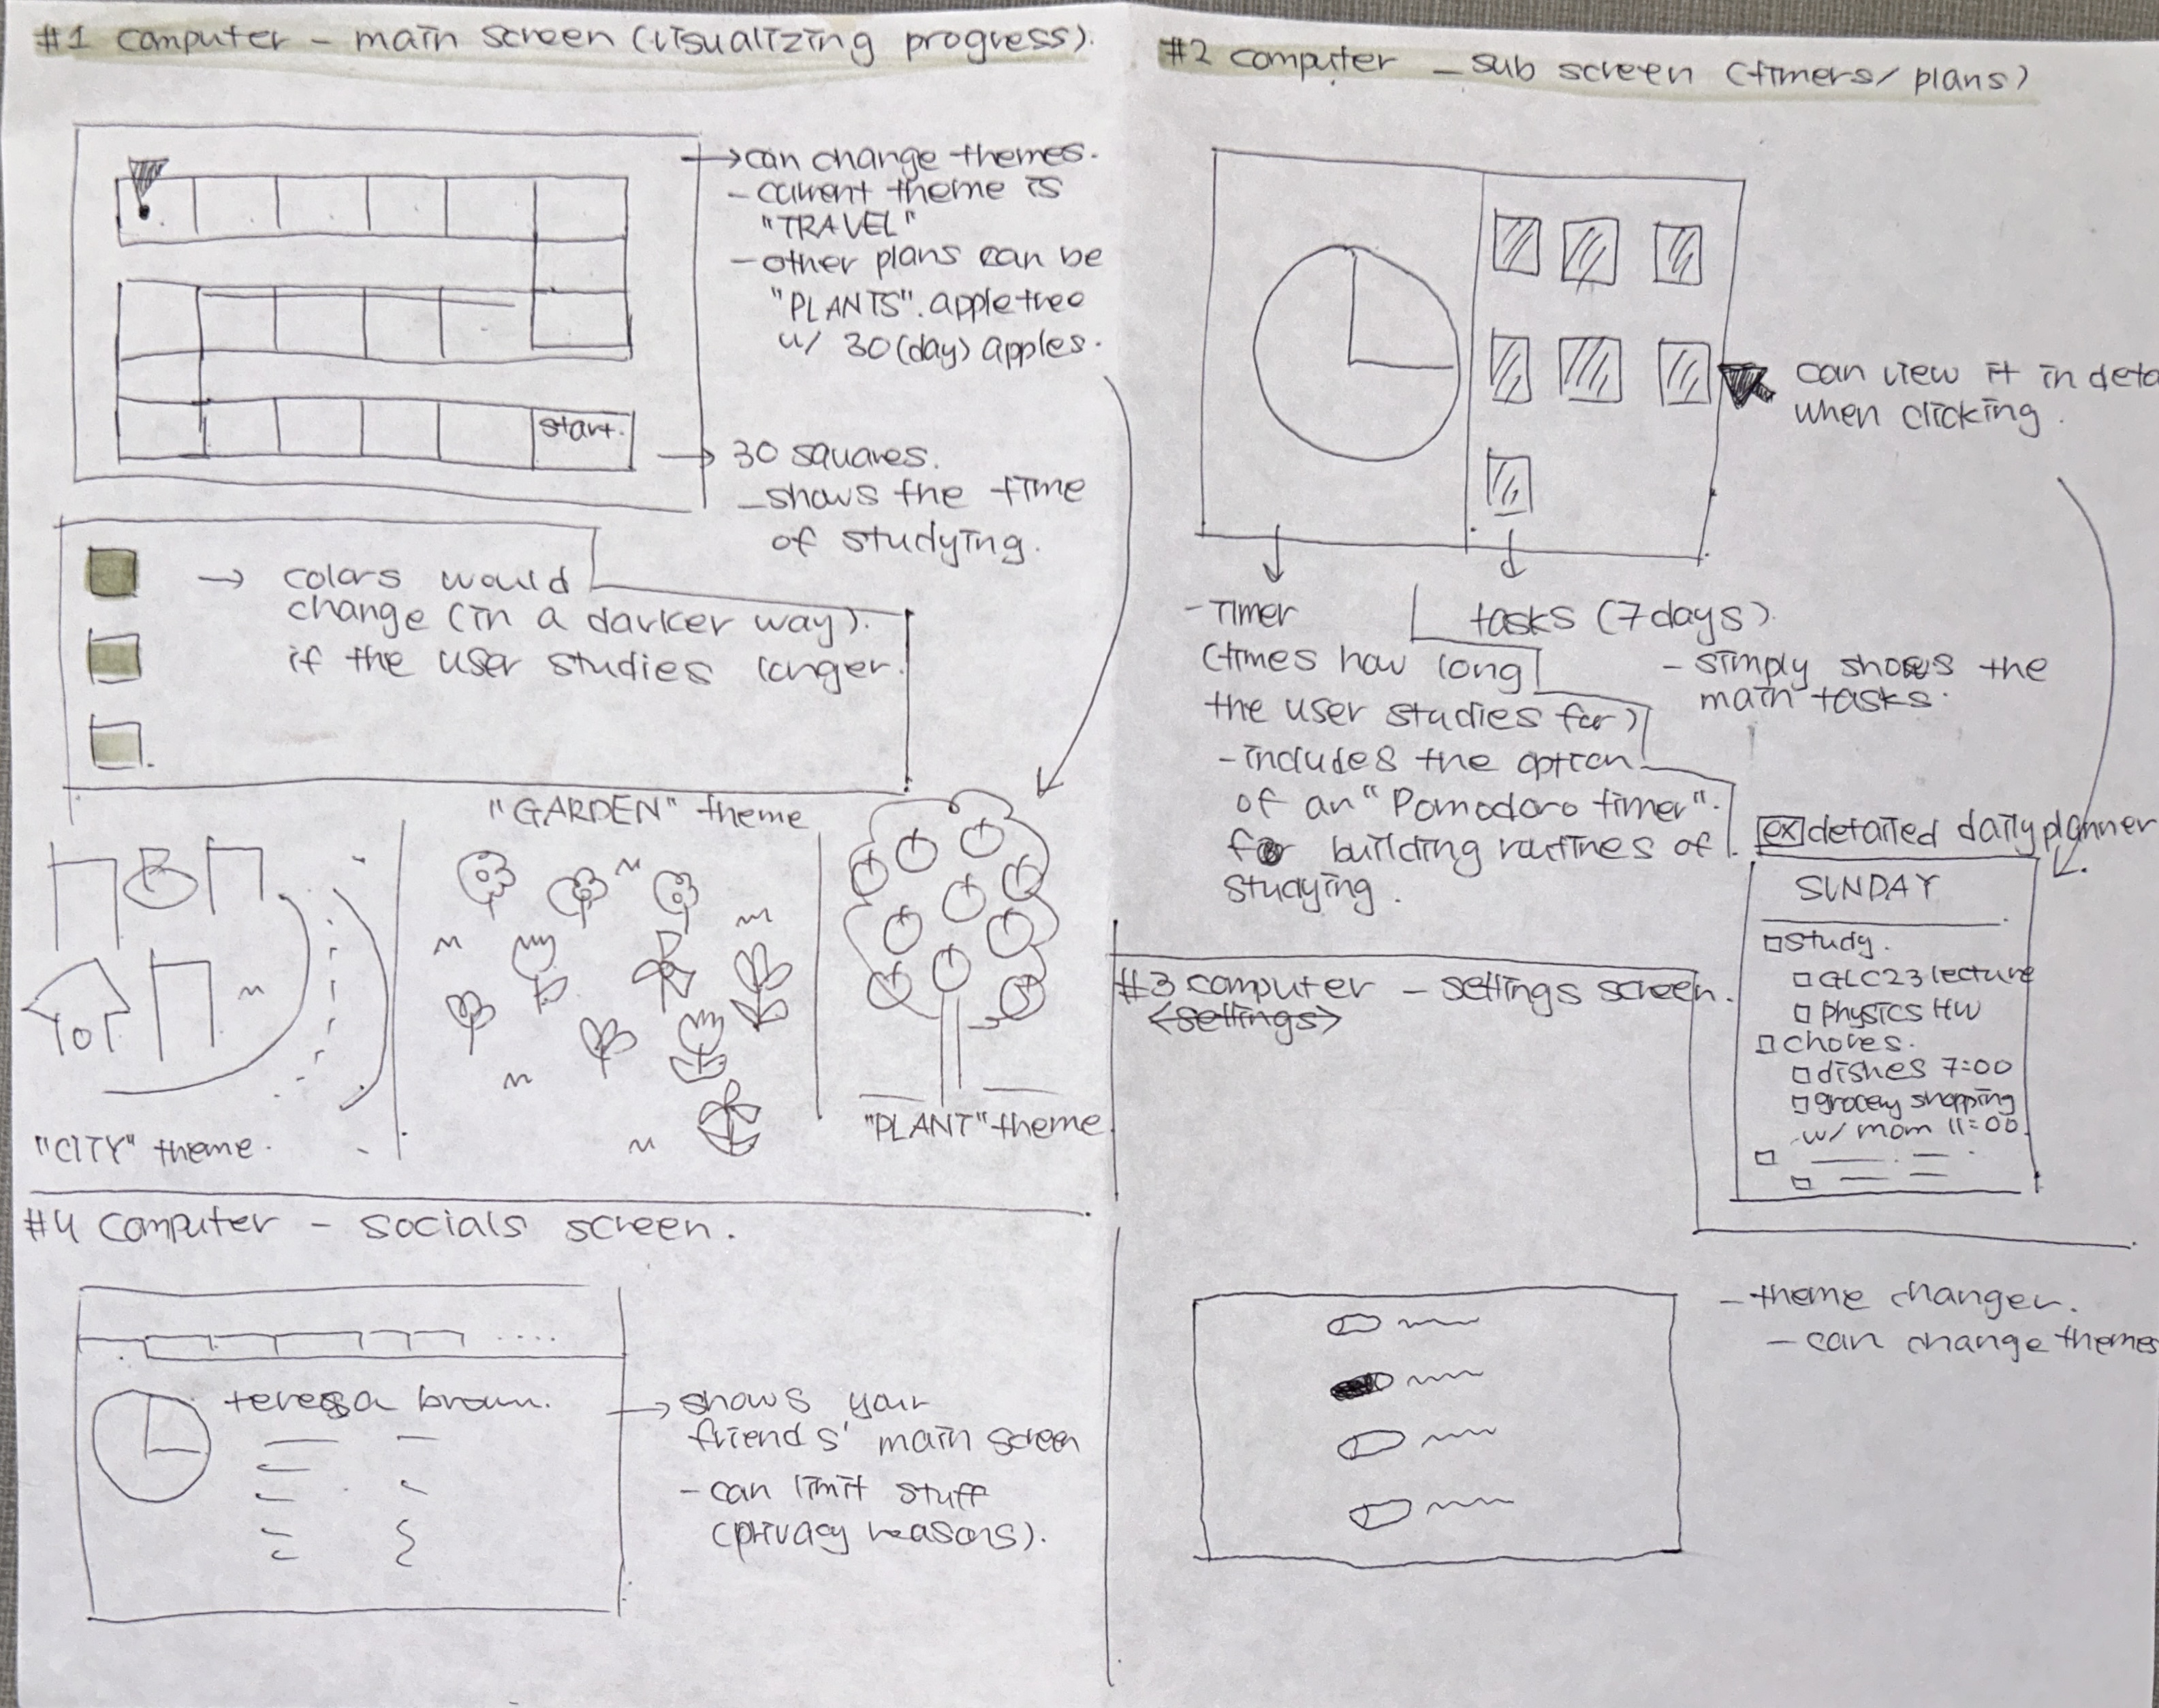 #1 computer - main screen (visualizing progress).
→ can change themes.
- current theme is
"TRAVEL"
- other plans can be
"PLANTS". apple tree
w/ 30 (day) apples.
start.
→ 30 squares.
- shows the time
of studying.
→ colors would
change (in a darker way).
if the user studies longer.
"GARDEN" theme
"CITY" theme.
"PLANT" theme
#2 computer - sub screen (timers/plans)
can view it in deta
when clicking.
- Timer
(times how long
the user studies for)
- includes the option
of an "Pomodoro timer".
for building routines of
studying.
tasks (7days)
- simply shows the
main tasks.
ex) detailed daily planner
SUNDAY
□ study.
□ GLC23 lecture
□ physics HW
□ chores.
□ dishes 7:00
□ grocery shopping
w/ mom 11:00.
#3 computer - settings screen.
<settings>
- theme changer.
- can change themes
#4 computer - socials screen.
teresa brown.
→ shows your
friends' main screen
- can limit stuff
(privacy reasons).